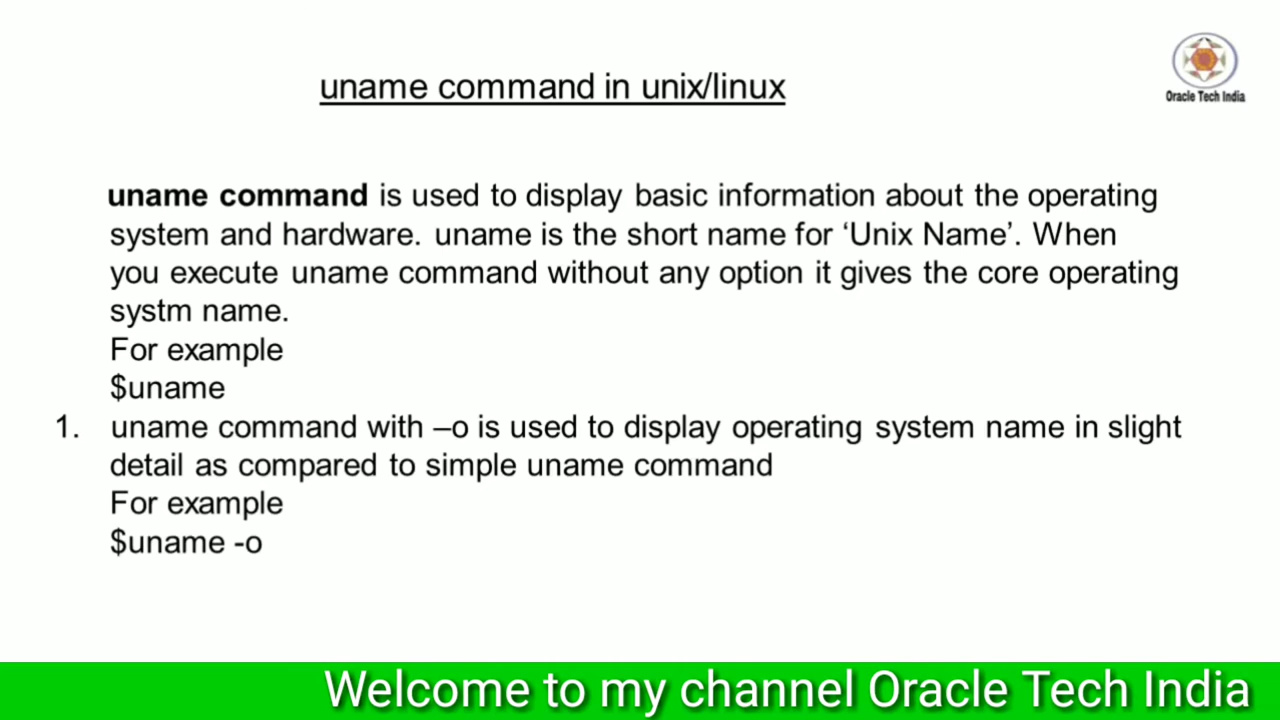 uname command in unix/linux
Oracle Tech India
uname command is used to display basic information about the operating
system and hardware. uname is the short name for ‘Unix Name’. When
you execute uname command without any option it gives the core operating
systm name.
For example
$uname
1. uname command with –o is used to display operating system name in slight
detail as compared to simple uname command
For example
$uname -o
Welcome to my channel Oracle Tech India